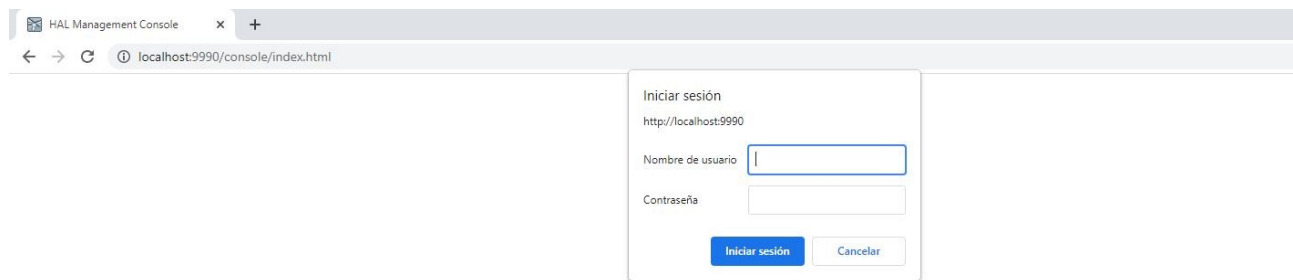 HAL Management Console
localhost:9990/console/index.html
Iniciar sesión
http://localhost:9990
Nombre de usuario
Contraseña
Iniciar sesión Cancelar